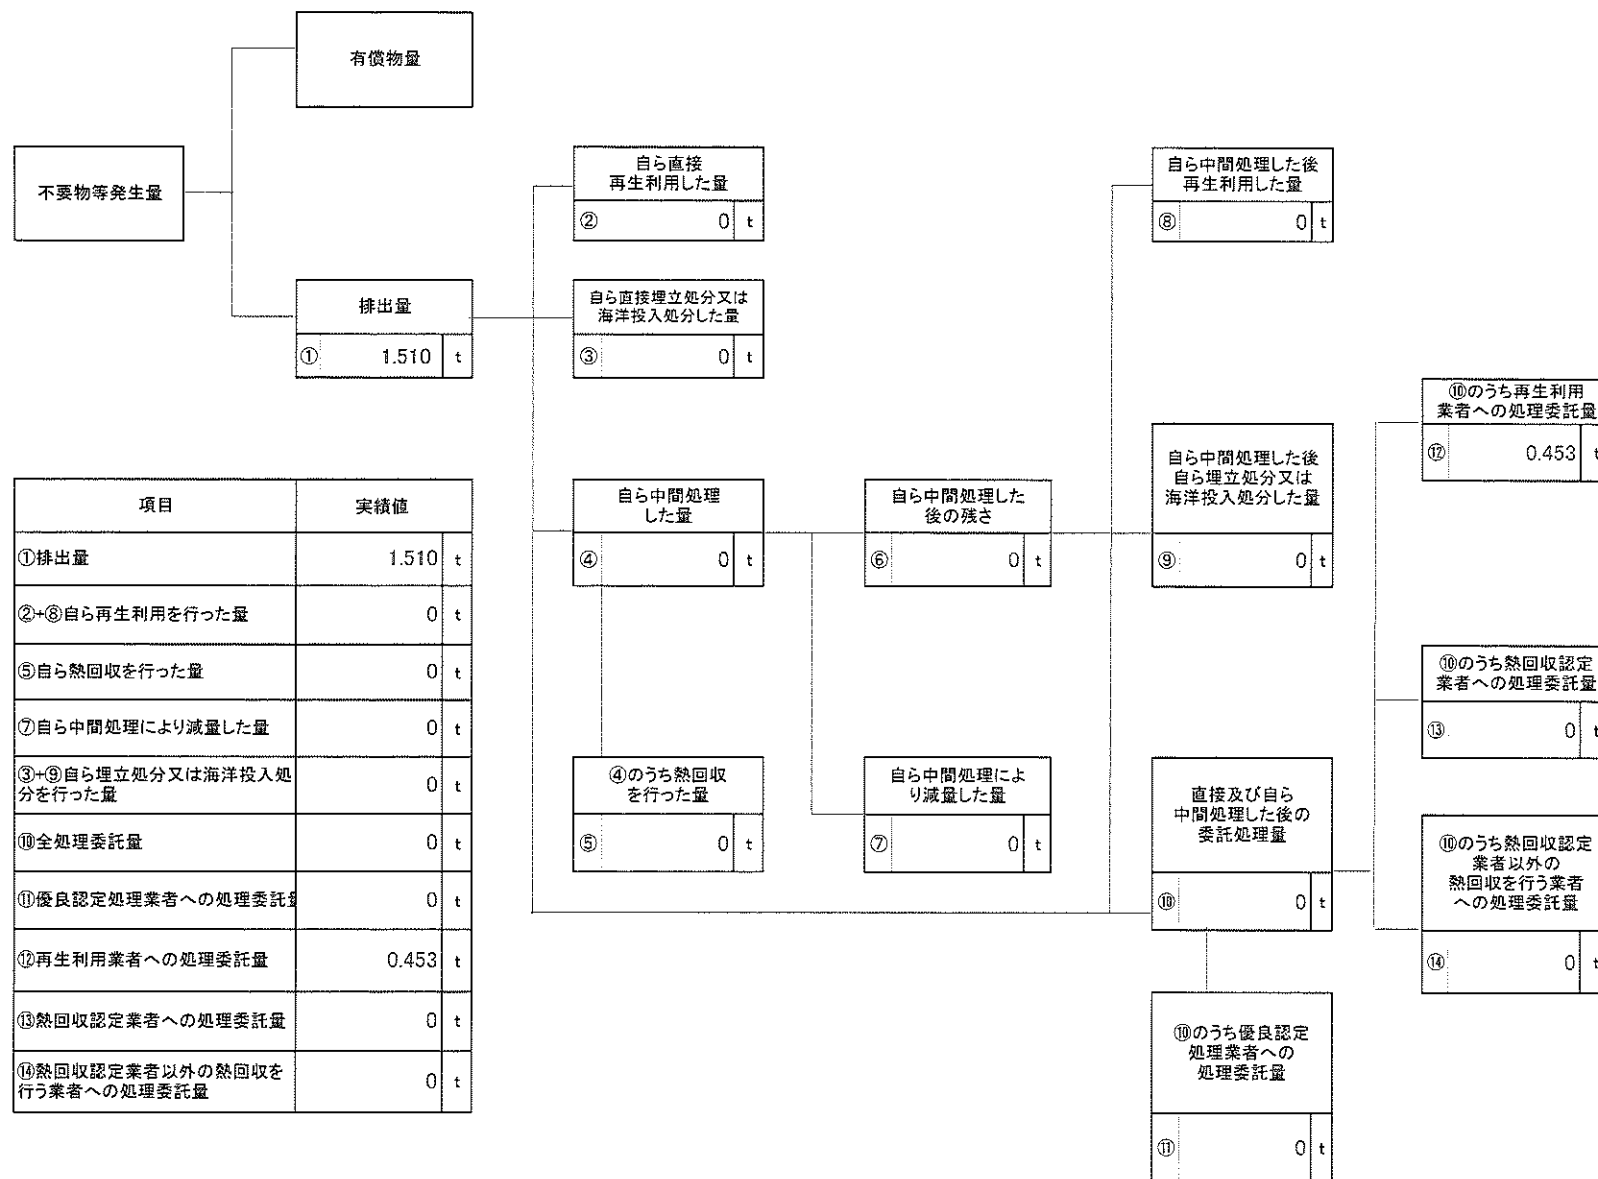 有償物量
不要物等発生量
排出量
① 1.510 t
自ら直接
再生利用した量
② 0 t
自ら直接埋立処分又は
海洋投入処分した量
③ 0 t
自ら中間処理
した量
④ 0 t
④のうち熱回収
を行った量
⑤ 0 t
自ら中間処理した
後の残さ
⑥ 0 t
自ら中間処理によ
り減量した量
⑦ 0 t
自ら中間処理した後
再生利用した量
⑧ 0 t
自ら中間処理した後
自ら埋立処分又は
海洋投入処分した量
⑨ 0 t
直接及び自ら
中間処理した後の
委託処理量
⑩ 0 t
⑩のうち優良認定
処理業者への
処理委託量
⑪ 0 t
⑩のうち再生利用
業者への処理委託量
⑫ 0.453 t
⑩のうち熱回収認定
業者への処理委託量
⑬ 0 t
⑩のうち熱回収認定
業者以外の
熱回収を行う業者
への処理委託量
⑭ 0 t
項目 実績値
①排出量 1.510 t
②+⑧自ら再生利用を行った量 0 t
⑤自ら熱回収を行った量 0 t
⑦自ら中間処理により減量した量 0 t
③+⑨自ら埋立処分又は海洋投入処
分を行った量 0 t
⑩全処理委託量 0 t
⑪優良認定処理業者への処理委託量 0 t
⑫再生利用業者への処理委託量 0.453 t
⑬熱回収認定業者への処理委託量 0 t
⑭熱回収認定業者以外の熱回収を
行う業者への処理委託量 0 t